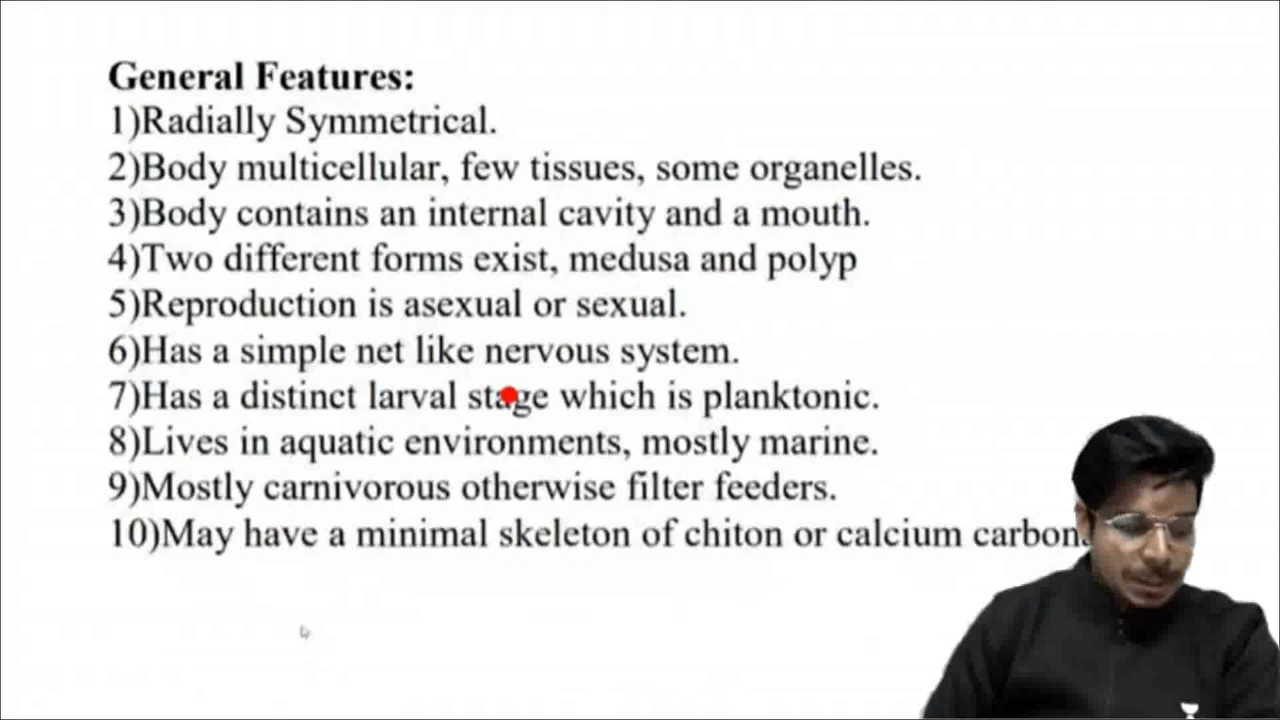 General Features:
1)Radially Symmetrical.
2)Body multicellular, few tissues, some organelles.
3)Body contains an internal cavity and a mouth.
4)Two different forms exist, medusa and polyp
5)Reproduction is asexual or sexual.
6)Has a simple net like nervous system.
7)Has a distinct larval stage which is planktonic.
8)Lives in aquatic environments, mostly marine.
9)Mostly carnivorous otherwise filter feeders.
10)May have a minimal skeleton of chiton or calcium